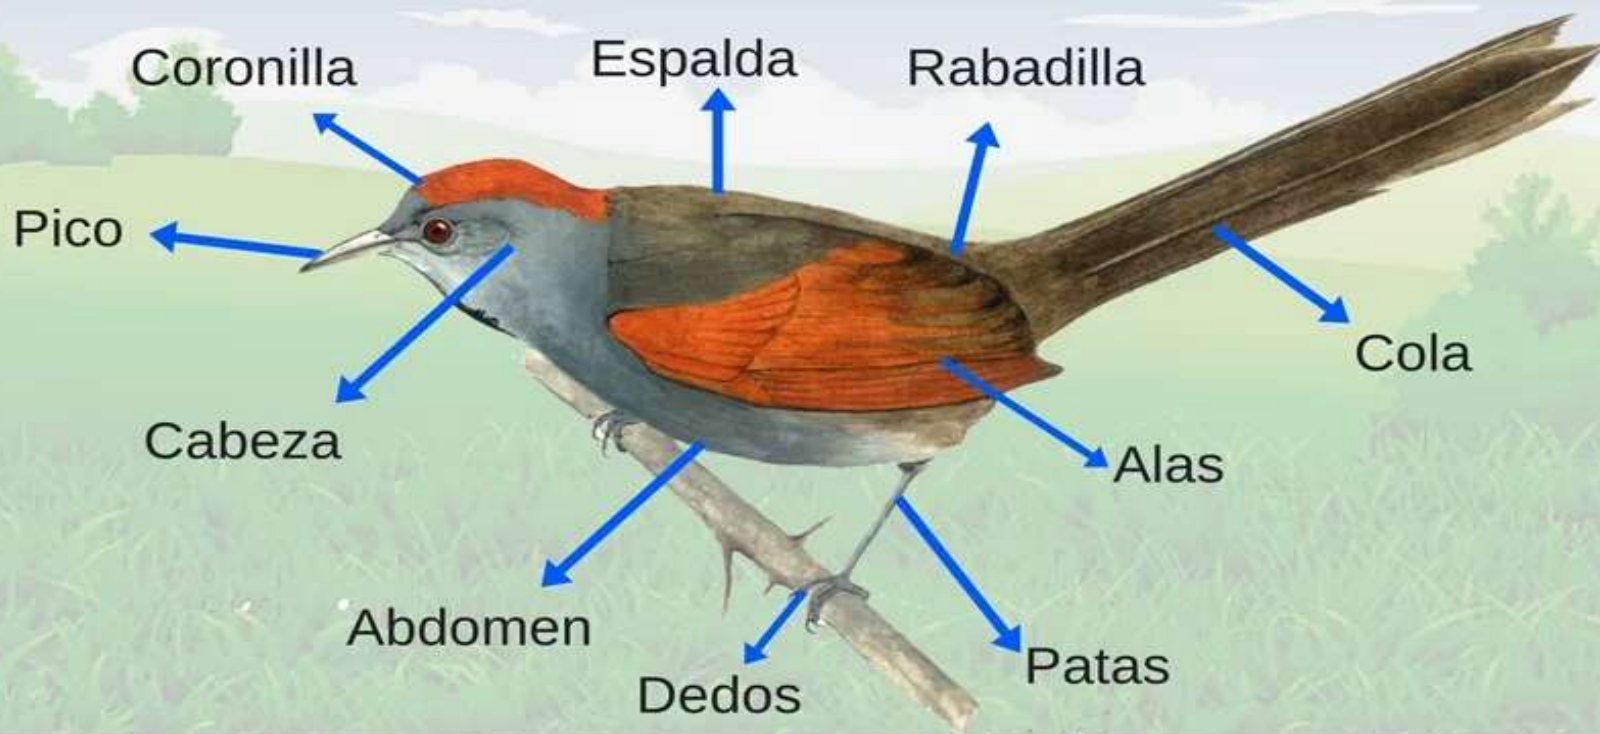 Coronilla
Espalda
Rabadilla
Pico
Cola
Cabeza
Alas
Abdomen
Patas
Dedos